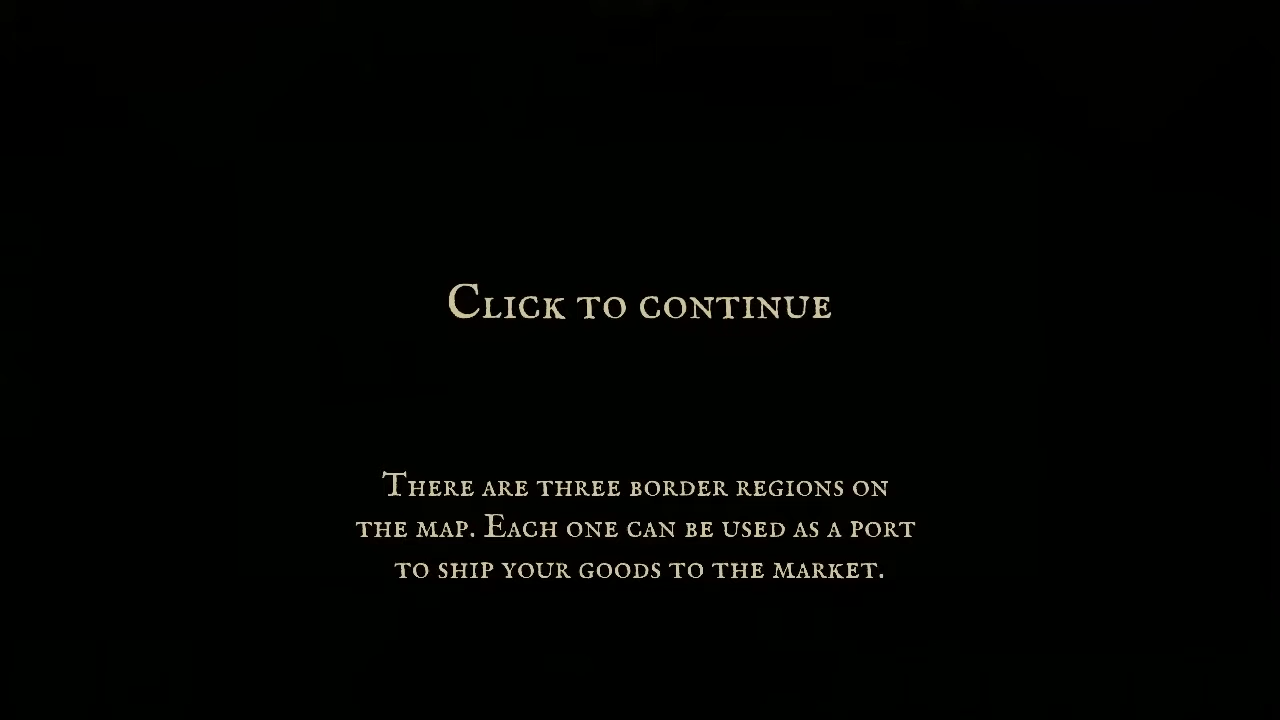 Click to continue
There are three border regions on
the map. Each one can be used as a port
to ship your goods to the market.